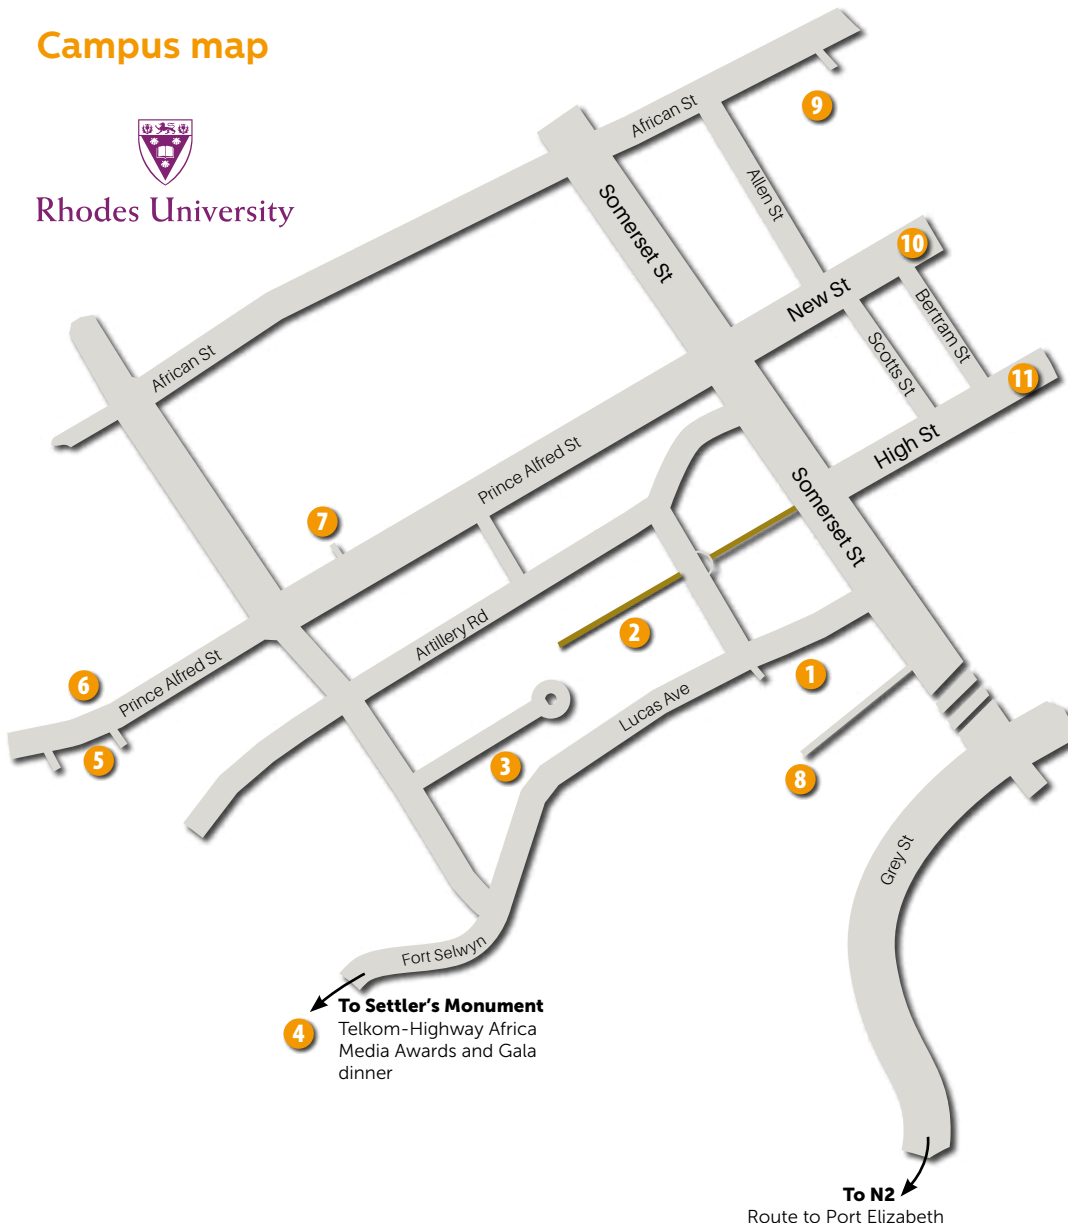 Campus map
Rhodes University
African St
9
Allen St
Somerset St
10
New St
Bertram St
Scotts St
African St
11
High St
Prince Alfred St
Somerset St
7
Artillery Rd
2
Prince Alfred St
6
1
Lucas Ave
5
3
8
Grey St
Fort Selwyn
4
To Settler's Monument
Telkom-Highway Africa
Media Awards and Gala
dinner
To N2
Route to Port Elizabeth